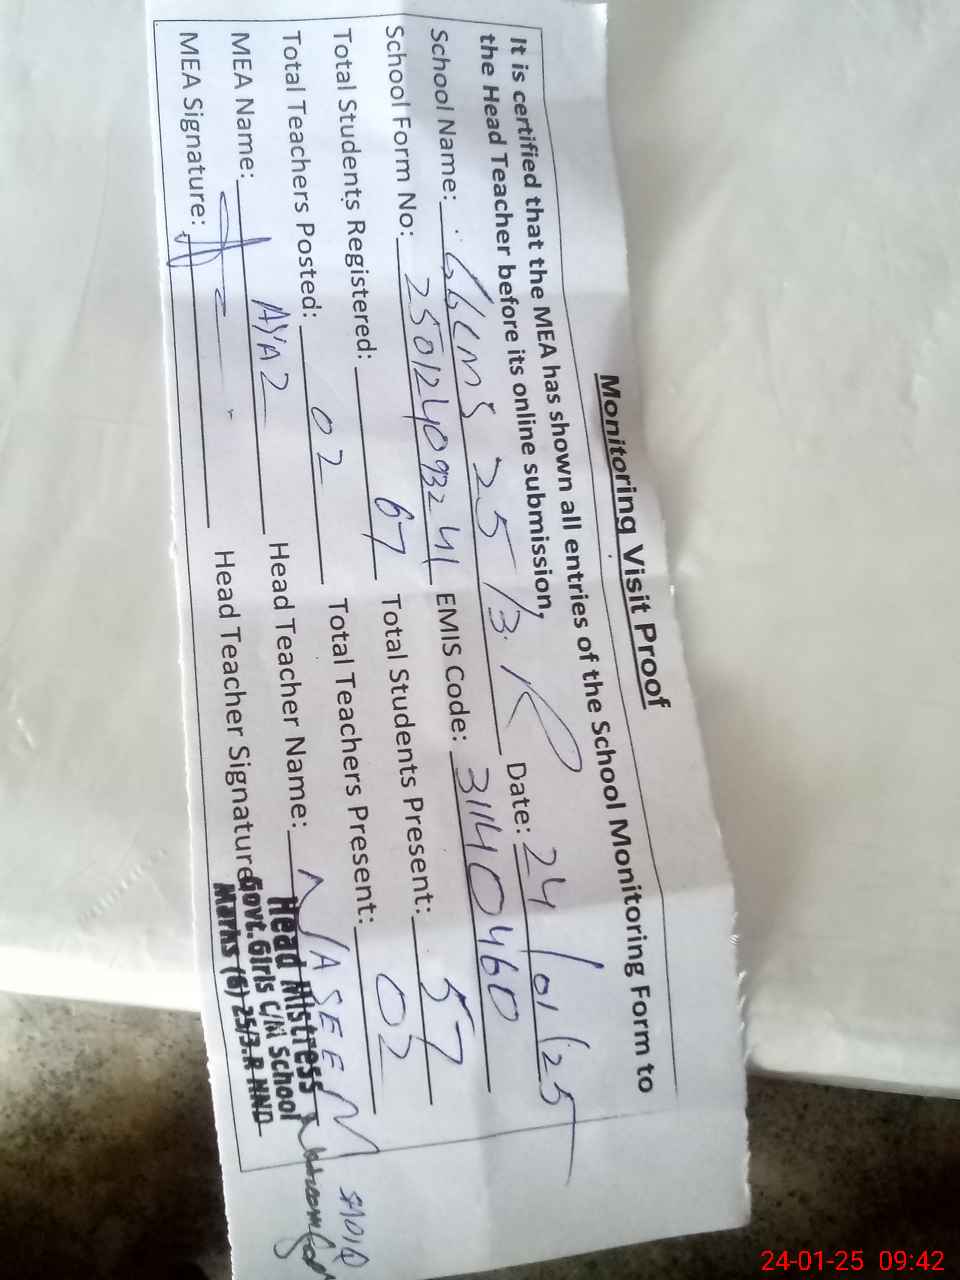 Monitoring Visit Proof
It is certified that the MEA has shown all entries of the School Monitoring Form to
the Head Teacher before its online submission,
School Name: 25/3.R Date: 24/01/25
School Form No: 25012409324 EMIS Code: 31140460
Total Students Registered: 67 Total Students Present: 57
Total Teachers Posted: 02 Total Teachers Present: 02
MEA Name: AYAZ Head Teacher Name: NASEEM
MEA Signature: Head Teacher Signature
Head Mistress
Govt. Girls C/M School
25/3.R HND
24-01-25 09:42